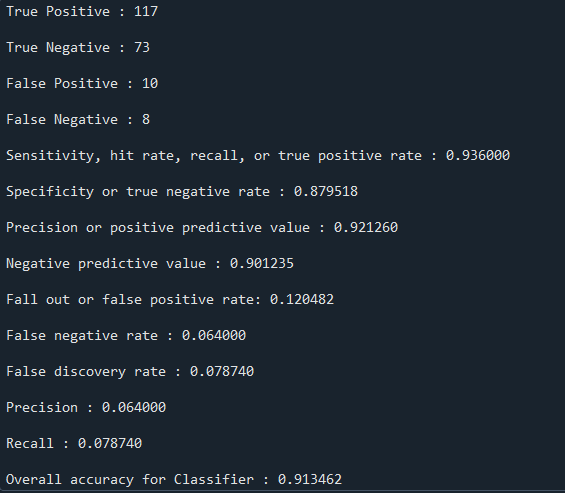 True Positive : 117
True Negative : 73
False Positive : 10
False Negative : 8
Sensitivity, hit rate, recall, or true positive rate : 0.936000
Specificity or true negative rate : 0.879518
Precision or positive predictive value : 0.921260
Negative predictive value : 0.901235
Fall out or false positive rate: 0.120482
False negative rate : 0.064000
False discovery rate : 0.078740
Precision : 0.064000
Recall : 0.078740
Overall accuracy for Classifier : 0.913462